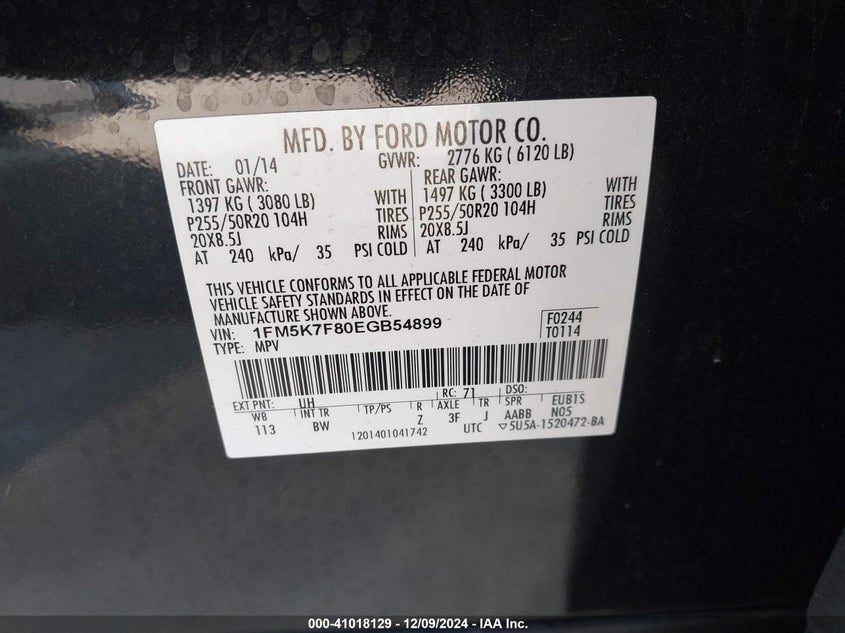 MFD. BY FORD MOTOR CO.
DATE: 01/14 GVWR: 2776 KG ( 6120 LB)
FRONT GAWR: REAR GAWR:
1397 KG ( 3080 LB) WITH 1497 KG ( 3300 LB) WITH
P255/50R20 104H TIRES P255/50R20 104H TIRES
20X8.5J RIMS 20X8.5J RIMS
AT 240 kPa/ 35 PSI COLD AT 240 kPa/ 35 PSI COLD
THIS VEHICLE CONFORMS TO ALL APPLICABLE FEDERAL MOTOR
VEHICLE SAFETY STANDARDS IN EFFECT ON THE DATE OF
MANUFACTURE SHOWN ABOVE.
VIN: 1FM5K7F80EGB54899 F0244
TYPE: MPV T0114
EXT PNT: UH RC: 71 DSO:
WB INT TR TP/PS R AXLE TR SPR EUB1S
113 BW Z 3F J AABB N05
1201401041742 UTC ▽5U5A-1520472-BA
000-41018129 - 12/09/2024 - IAA Inc.